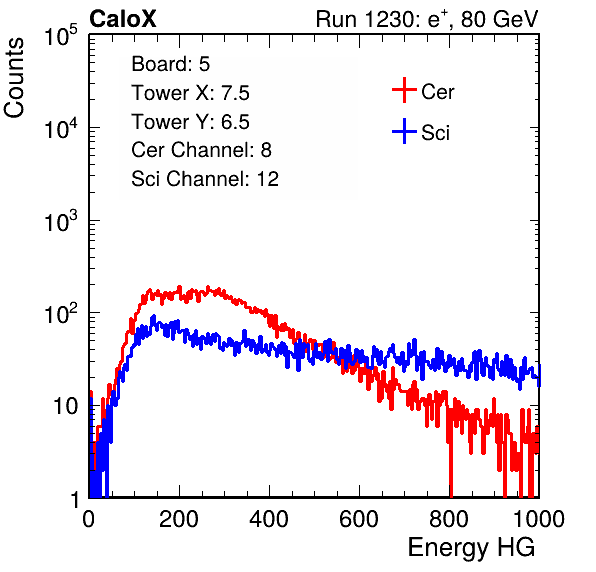 CaloX Run 1230: e⁺, 80 GeV
Counts
10⁵
10⁴
10³
10²
10
1
Board: 5
Tower X: 7.5
Tower Y: 6.5
Cer Channel: 8
Sci Channel: 12
Cer
Sci
0 200 400 600 800 1000
Energy HG